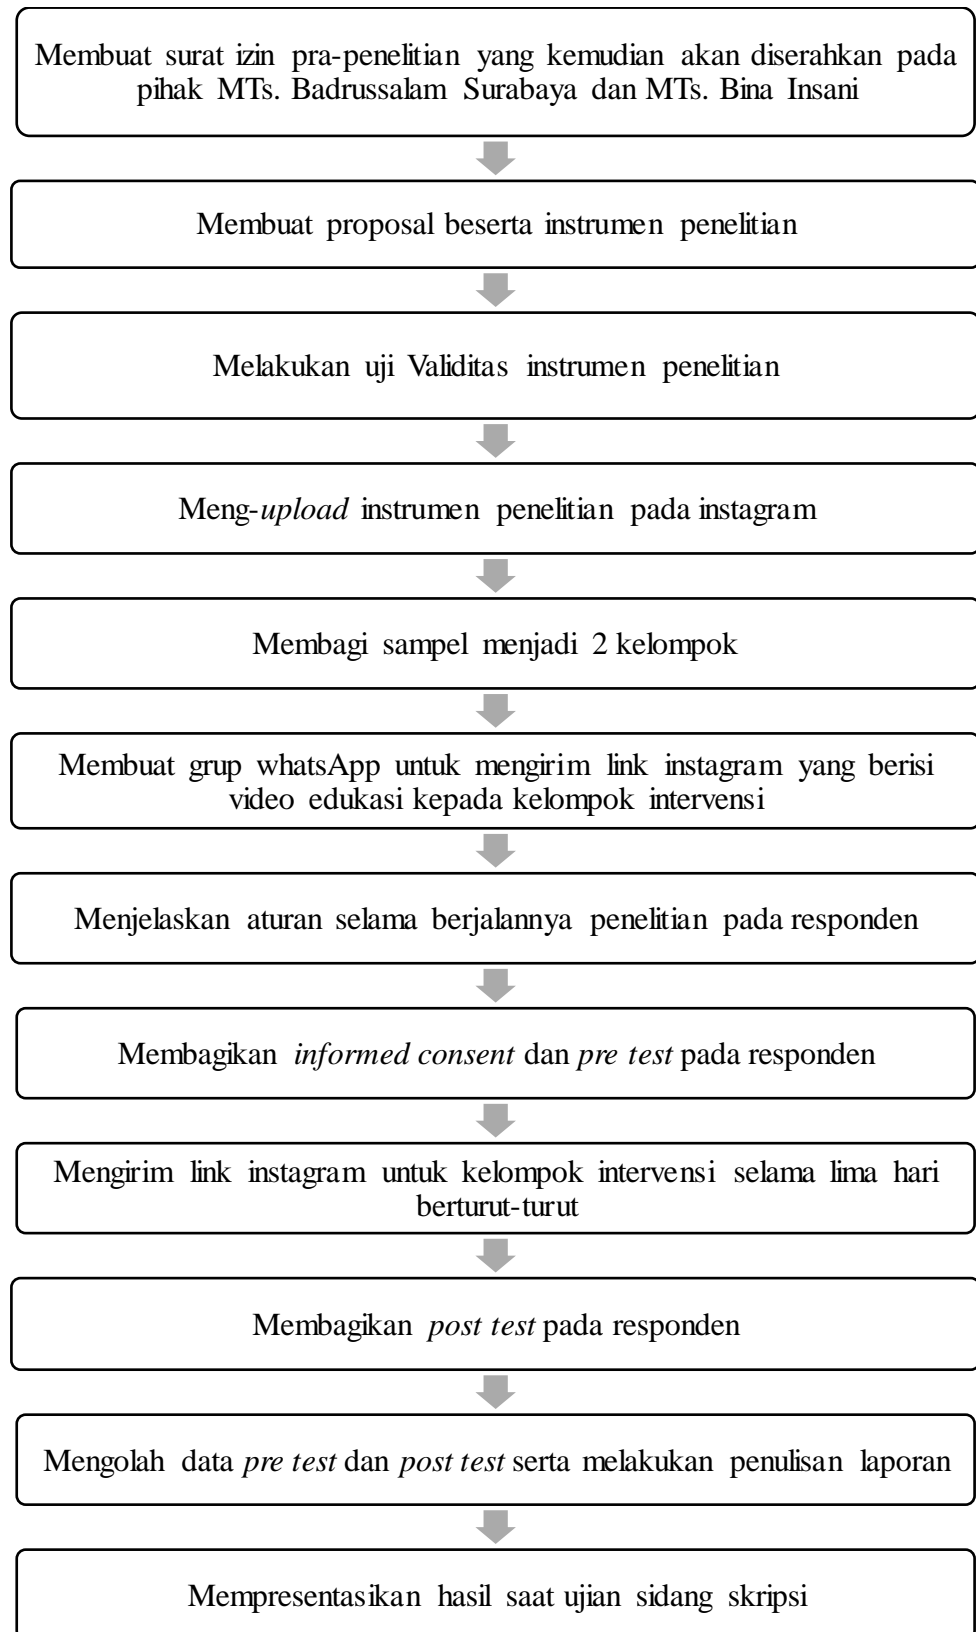 Membuat surat izin pra-penelitian yang kemudian akan diserahkan pada
pihak MTs. Badrussalam Surabaya dan MTs. Bina Insani
Membuat proposal beserta instrumen penelitian
Melakukan uji Validitas instrumen penelitian
Meng-upload instrumen penelitian pada instagram
Membagi sampel menjadi 2 kelompok
Membuat grup whatsApp untuk mengirim link instagram yang berisi
video edukasi kepada kelompok intervensi
Menjelaskan aturan selama berjalannya penelitian pada responden
Membagikan informed consent dan pre test pada responden
Mengirim link instagram untuk kelompok intervensi selama lima hari
berturut-turut
Membagikan post test pada responden
Mengolah data pre test dan post test serta melakukan penulisan laporan
Mempresentasikan hasil saat ujian sidang skripsi